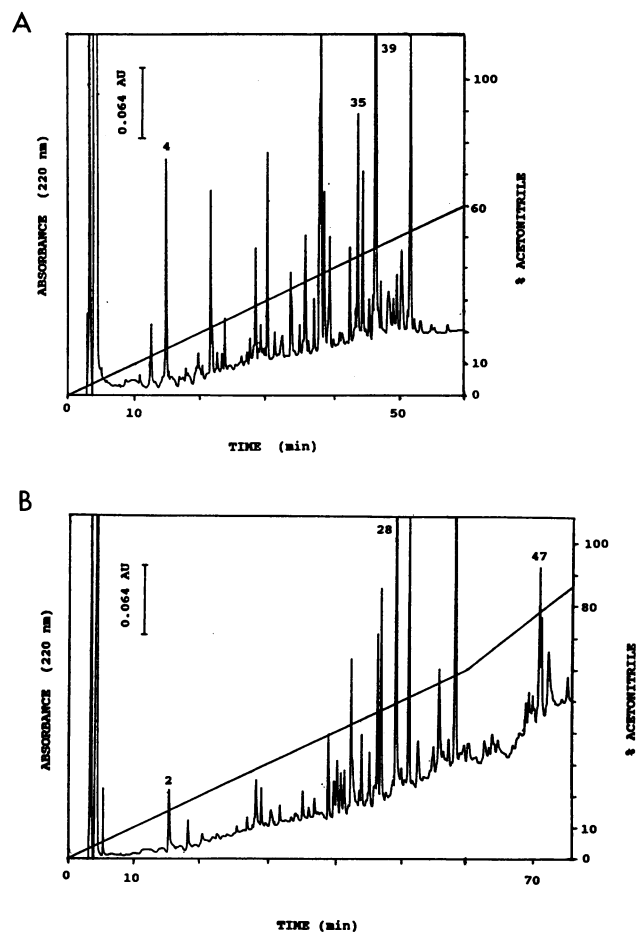 A
ABSORBANCE (220 nm)
0.064 AU
4
35
39
100
60
10
0
% ACETONITRILE
0
10
50
TIME (min)
B
ABSORBANCE (220 nm)
0.064 AU
2
28
47
100
80
10
0
% ACETONITRILE
0
10
70
TIME (min)